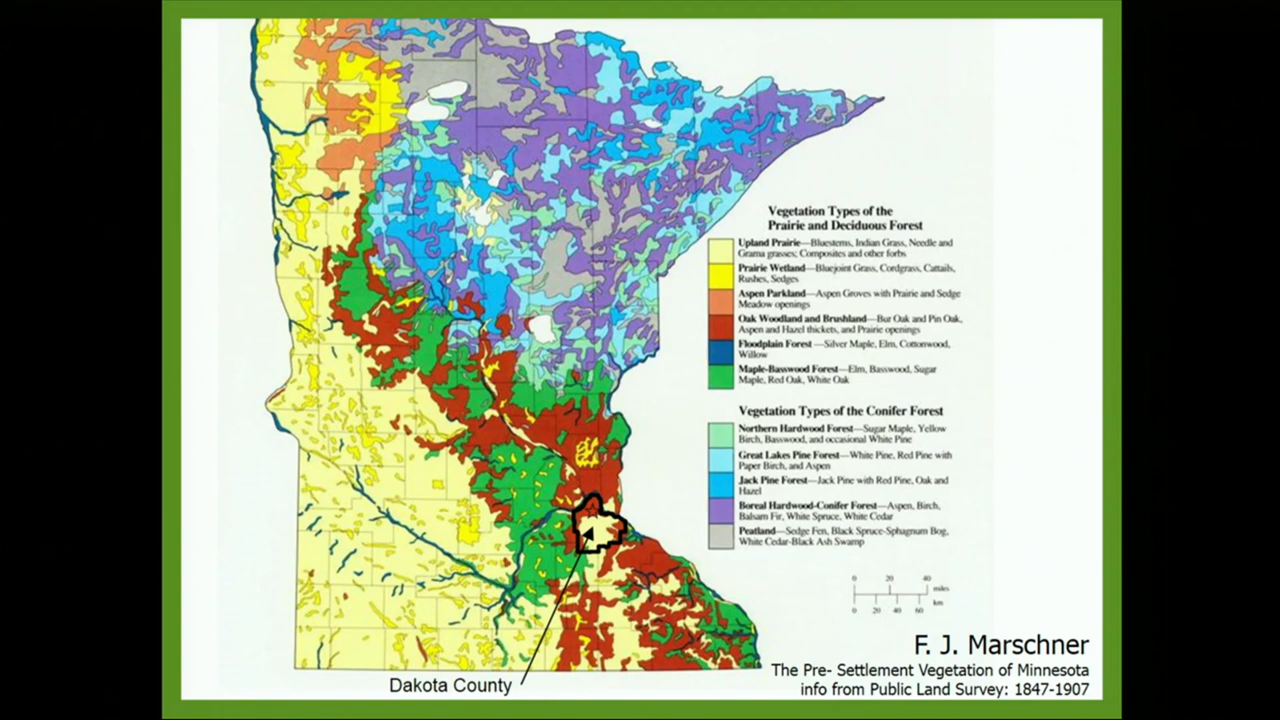 Vegetation Types of the
Prairie and Deciduous Forest
Upland Prairie—Bluestems, Indian Grass, Needle and
Grama grasses; Composites and other forbs
Prairie Wetland—Bluejoint Grass, Cordgrass, Cattails,
Rushes, Sedges
Aspen Parkland—Aspen Groves with Prairie and Sedge
Meadow openings
Oak Woodland and Brushland—Bur Oak and Pin Oak,
Aspen and Hazel thickets, and Prairie openings
Floodplain Forest —Silver Maple, Elm, Cottonwood,
Willow
Maple-Basswood Forest—Elm, Basswood, Sugar
Maple, Red Oak, White Oak
Vegetation Types of the Conifer Forest
Northern Hardwood Forest—Sugar Maple, Yellow
Birch, Basswood, and occasional White Pine
Great Lakes Pine Forest—White Pine, Red Pine with
Paper Birch, and Aspen
Jack Pine Forest—Jack Pine with Red Pine, Oak and
Hazel
Boreal Hardwood-Conifer Forest—Aspen, Birch,
Balsam Fir, White Spruce, White Cedar
Peatland—Sedge Fen, Black Spruce-Sphagnum Bog,
White Cedar-Black Ash Swamp
0 20 40
miles
km
0 20 40 60
F. J. Marschner
The Pre- Settlement Vegetation of Minnesota
info from Public Land Survey: 1847-1907
Dakota County